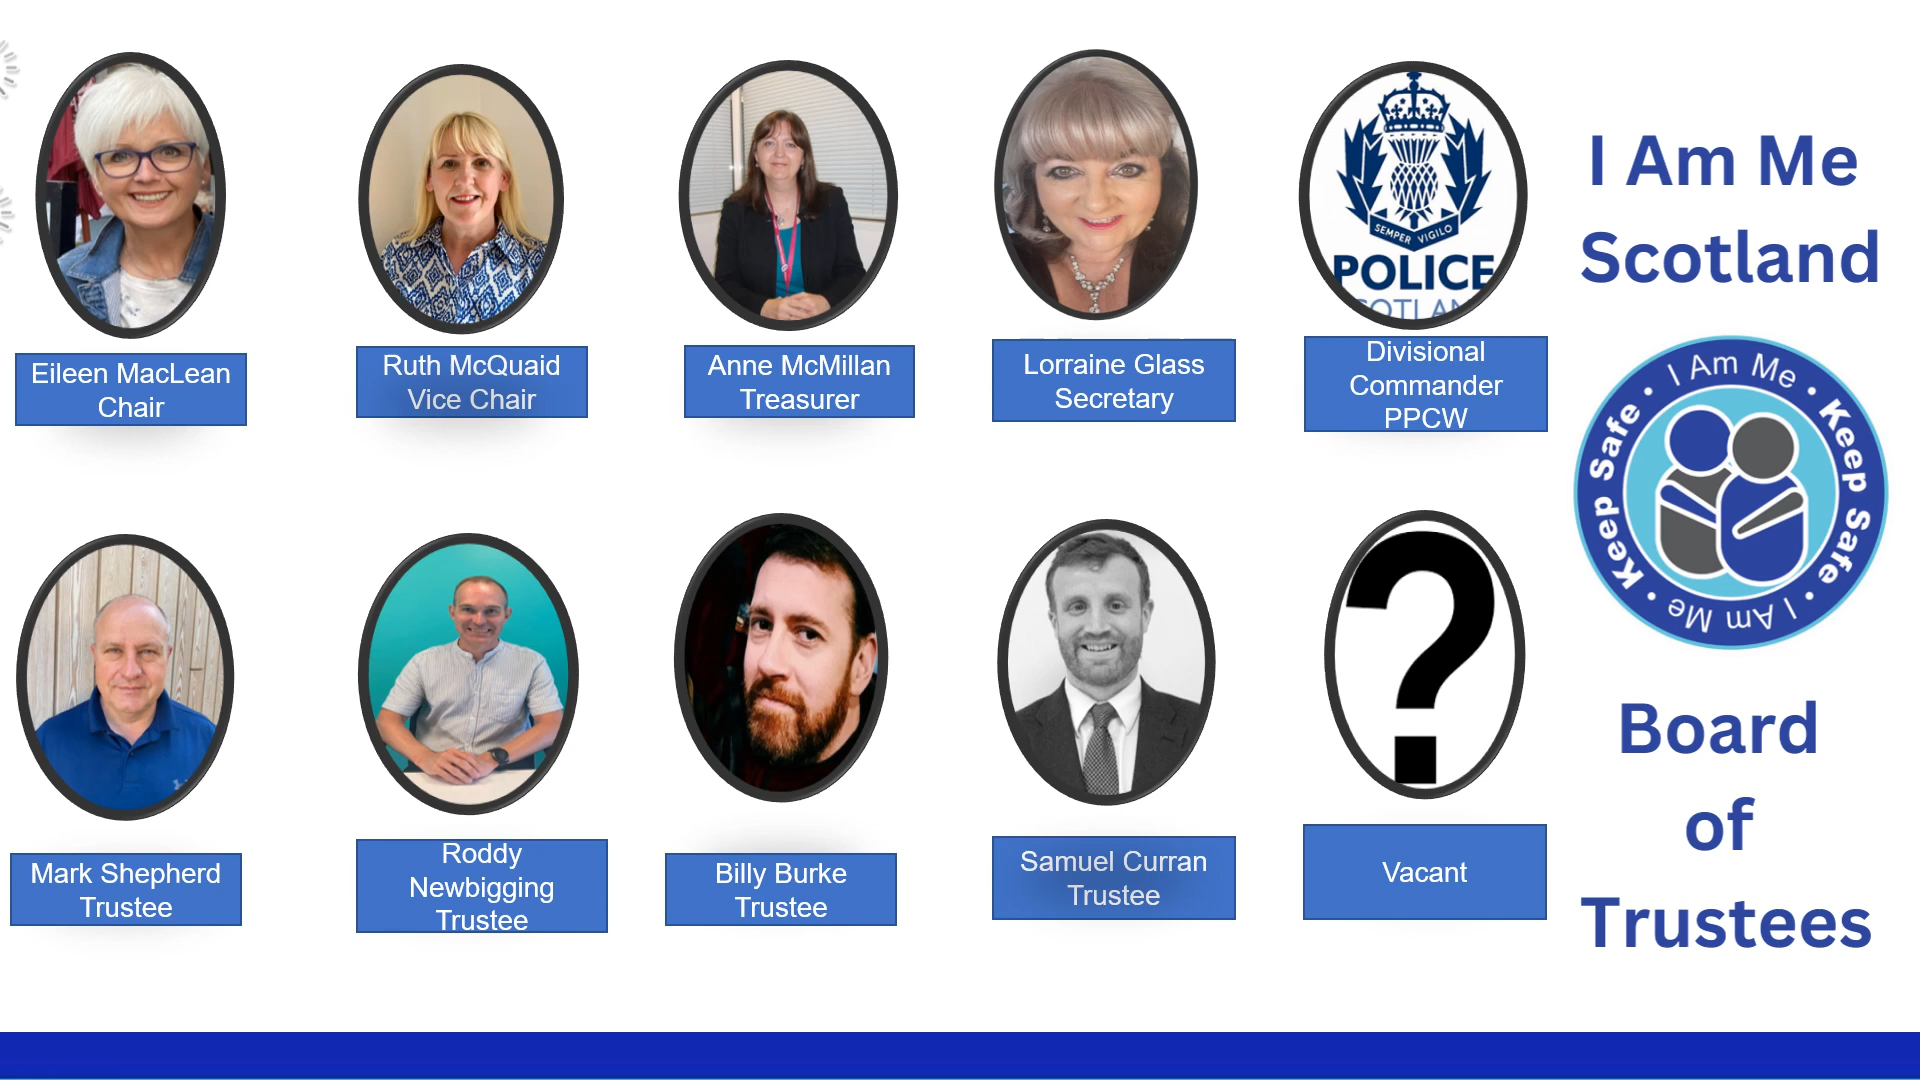 Eileen MacLean
Chair
Ruth McQuaid
Vice Chair
Anne McMillan
Treasurer
Lorraine Glass
Secretary
SEMPER VIGILO
POLICE
SCOTLAND
Divisional
Commander
PPCW
I Am Me
Scotland
I Am Me • Keep Safe • I Am Me • Keep Safe •
Mark Shepherd
Trustee
Roddy
Newbigging
Trustee
Billy Burke
Trustee
Samuel Curran
Trustee
?
Vacant
Board
of
Trustees